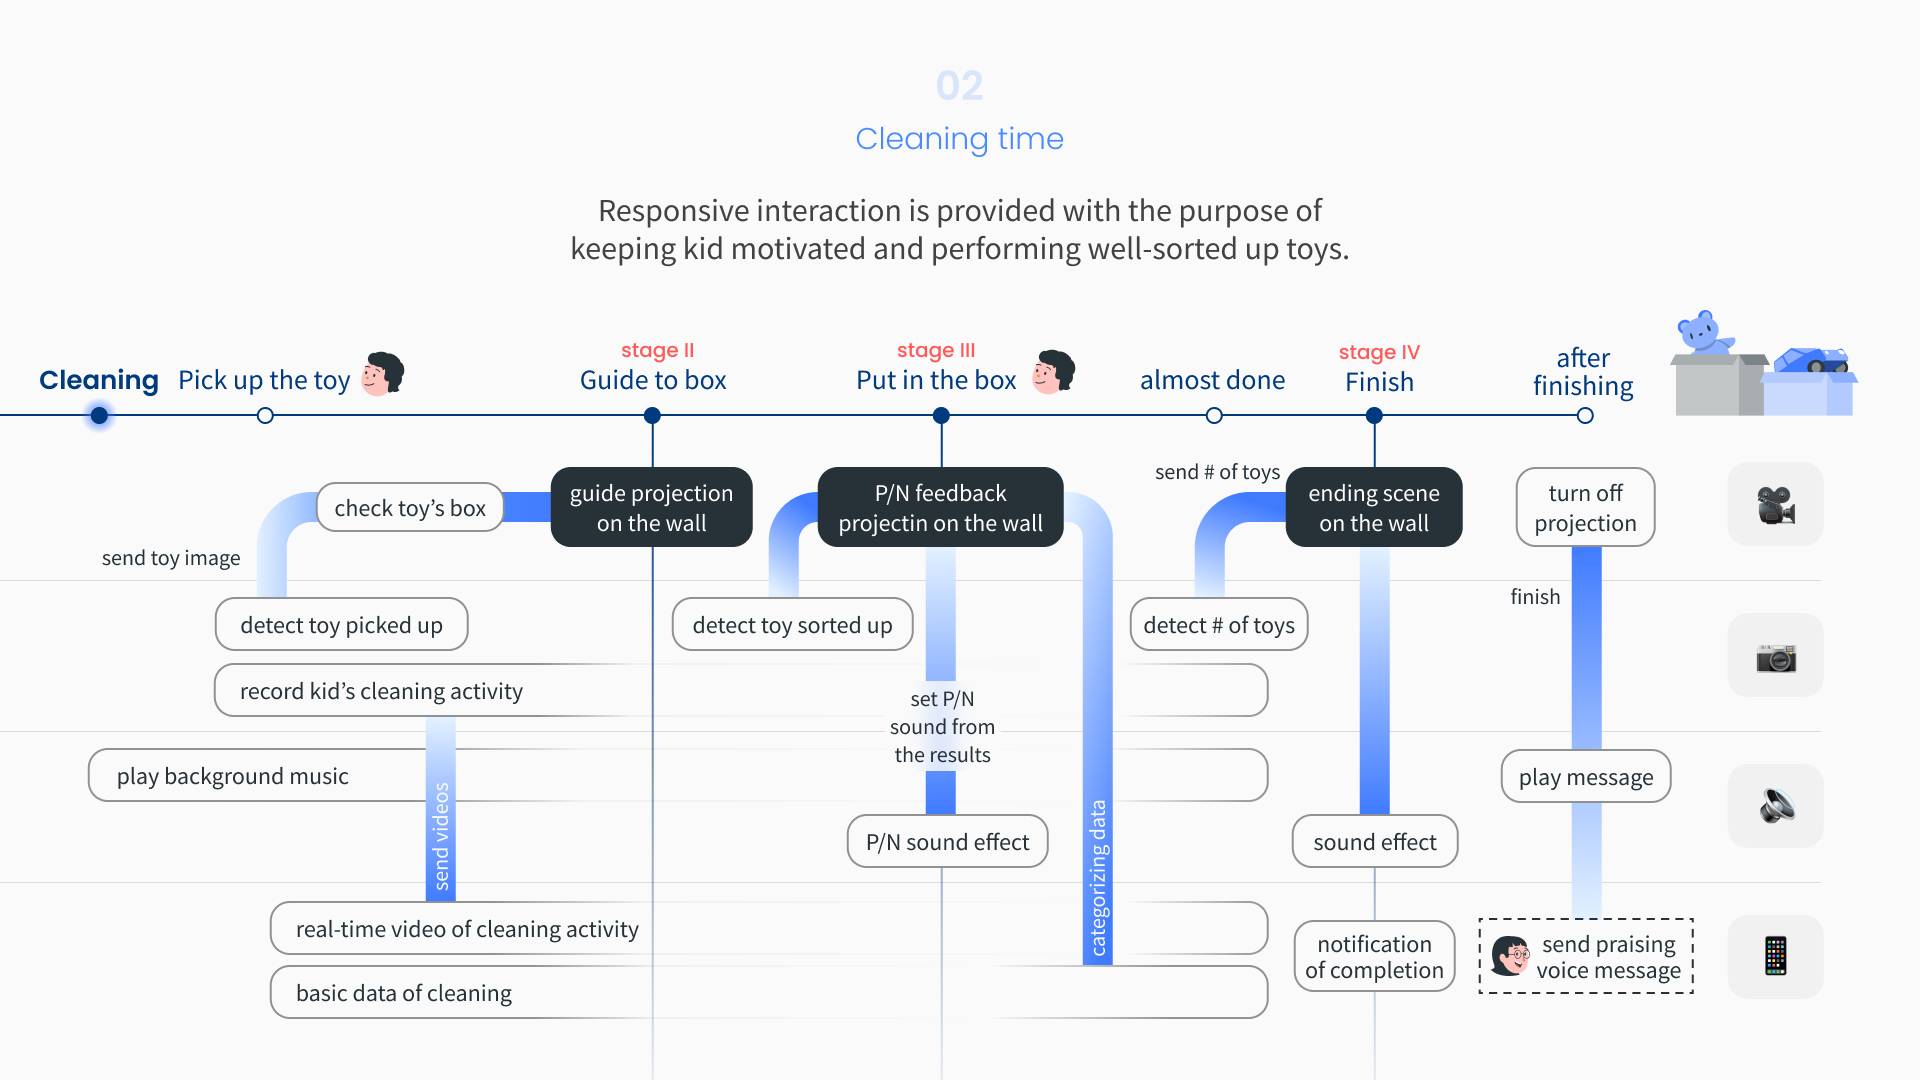 02
Cleaning time
Responsive interaction is provided with the purpose of
keeping kid motivated and performing well-sorted up toys.
Cleaning
Pick up the toy
stage II
Guide to box
stage III
Put in the box
almost done
stage IV
Finish
after
finishing
send toy image
check toy’s box
guide projection
on the wall
P/N feedback
projectin on the wall
send # of toys
ending scene
on the wall
turn off
projection
detect toy picked up
detect toy sorted up
detect # of toys
finish
record kid’s cleaning activity
set P/N
sound from
the results
play background music
play message
send videos
categorizing data
P/N sound effect
sound effect
real-time video of cleaning activity
basic data of cleaning
notification
of completion
send praising
voice message